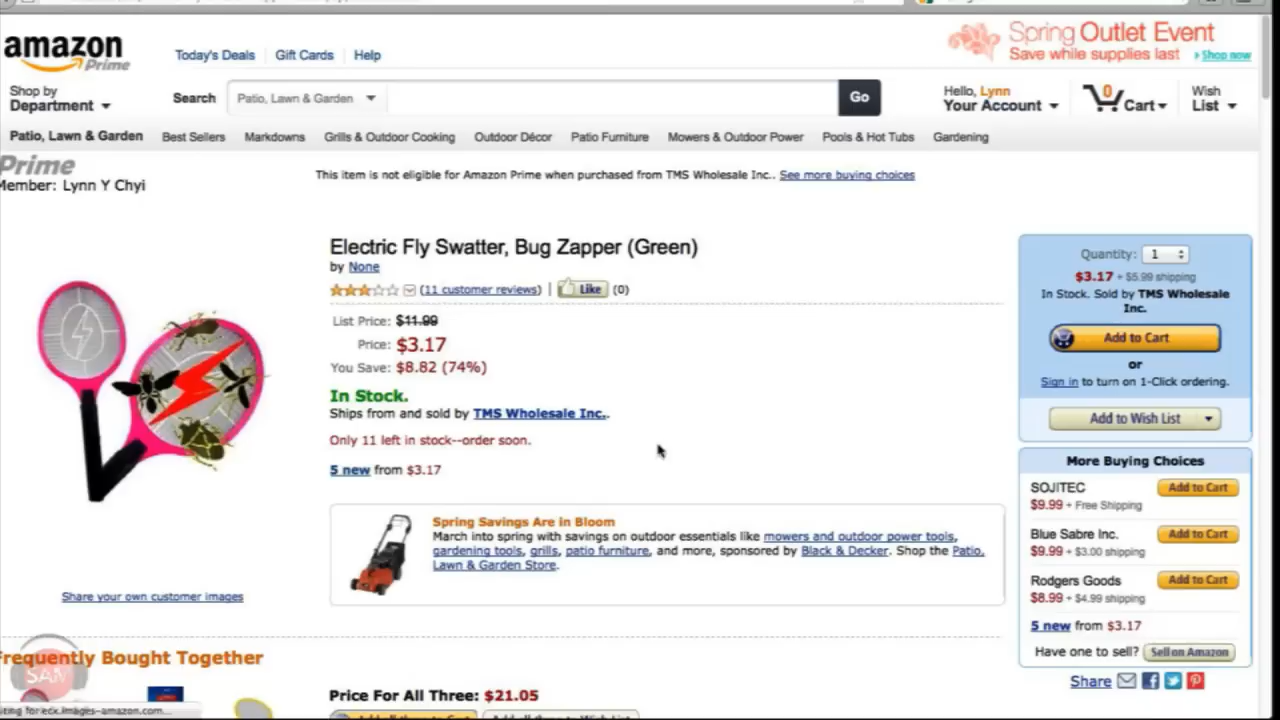 amazon
Prime
Today's Deals
Gift Cards
Help
Spring Outlet Event
Save while supplies last
Shop now
Shop by
Department
Search
Patio, Lawn & Garden
Go
Hello, Lynn
Your Account
0
Cart
Wish
List
Patio, Lawn & Garden
Best Sellers
Markdowns
Grills & Outdoor Cooking
Outdoor Décor
Patio Furniture
Mowers & Outdoor Power
Pools & Hot Tubs
Gardening
Prime
Member: Lynn Y Chyi
This item is not eligible for Amazon Prime when purchased from TMS Wholesale Inc.. See more buying choices
Electric Fly Swatter, Bug Zapper (Green)
by None
(11 customer reviews) | Like (0)
List Price: $11.99
Price: $3.17
You Save: $8.82 (74%)
In Stock.
Ships from and sold by TMS Wholesale Inc..
Only 11 left in stock--order soon.
5 new from $3.17
Spring Savings Are in Bloom
March into spring with savings on outdoor essentials like mowers and outdoor power tools,
gardening tools, grills, patio furniture, and more, sponsored by Black & Decker. Shop the Patio,
Lawn & Garden Store.
Share your own customer images
Quantity: 1
$3.17 + $5.99 shipping
In Stock. Sold by TMS Wholesale
Inc.
Add to Cart
or
Sign in to turn on 1-Click ordering.
Add to Wish List
More Buying Choices
SOJITEC
Add to Cart
$9.99 + Free Shipping
Blue Sabre Inc.
Add to Cart
$9.99 + $3.00 shipping
Rodgers Goods
Add to Cart
$8.99 + $4.99 shipping
5 new from $3.17
Have one to sell? Sell on Amazon
Share
Frequently Bought Together
SAM
Price For All Three: $21.05
Add all three to Cart
Add all three to Wish List